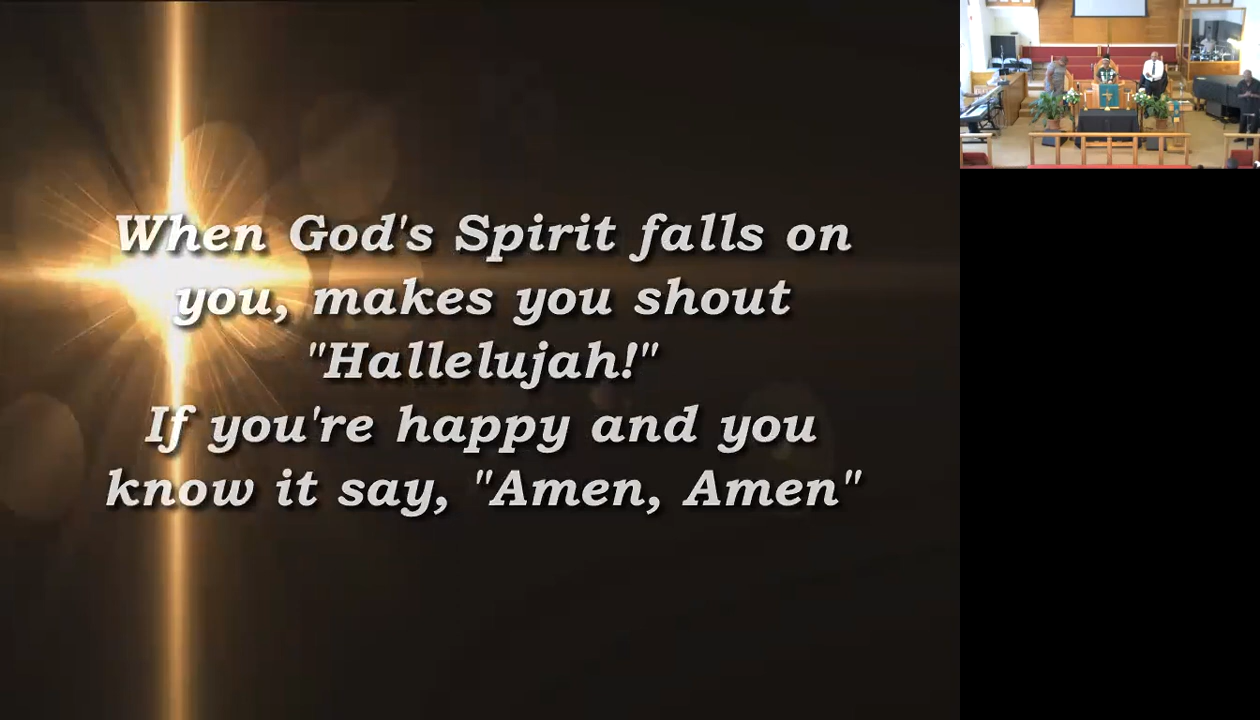 When God's Spirit falls on
you, makes you shout
"Hallelujah!"
If you're happy and you
know it say, "Amen, Amen"